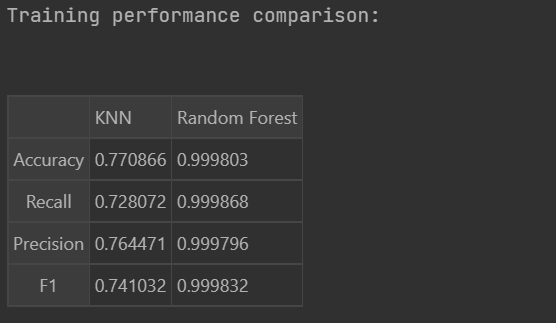 Training performance comparison:
KNN Random Forest
Accuracy 0.770866 0.999803
Recall 0.728072 0.999868
Precision 0.764471 0.999796
F1 0.741032 0.999832